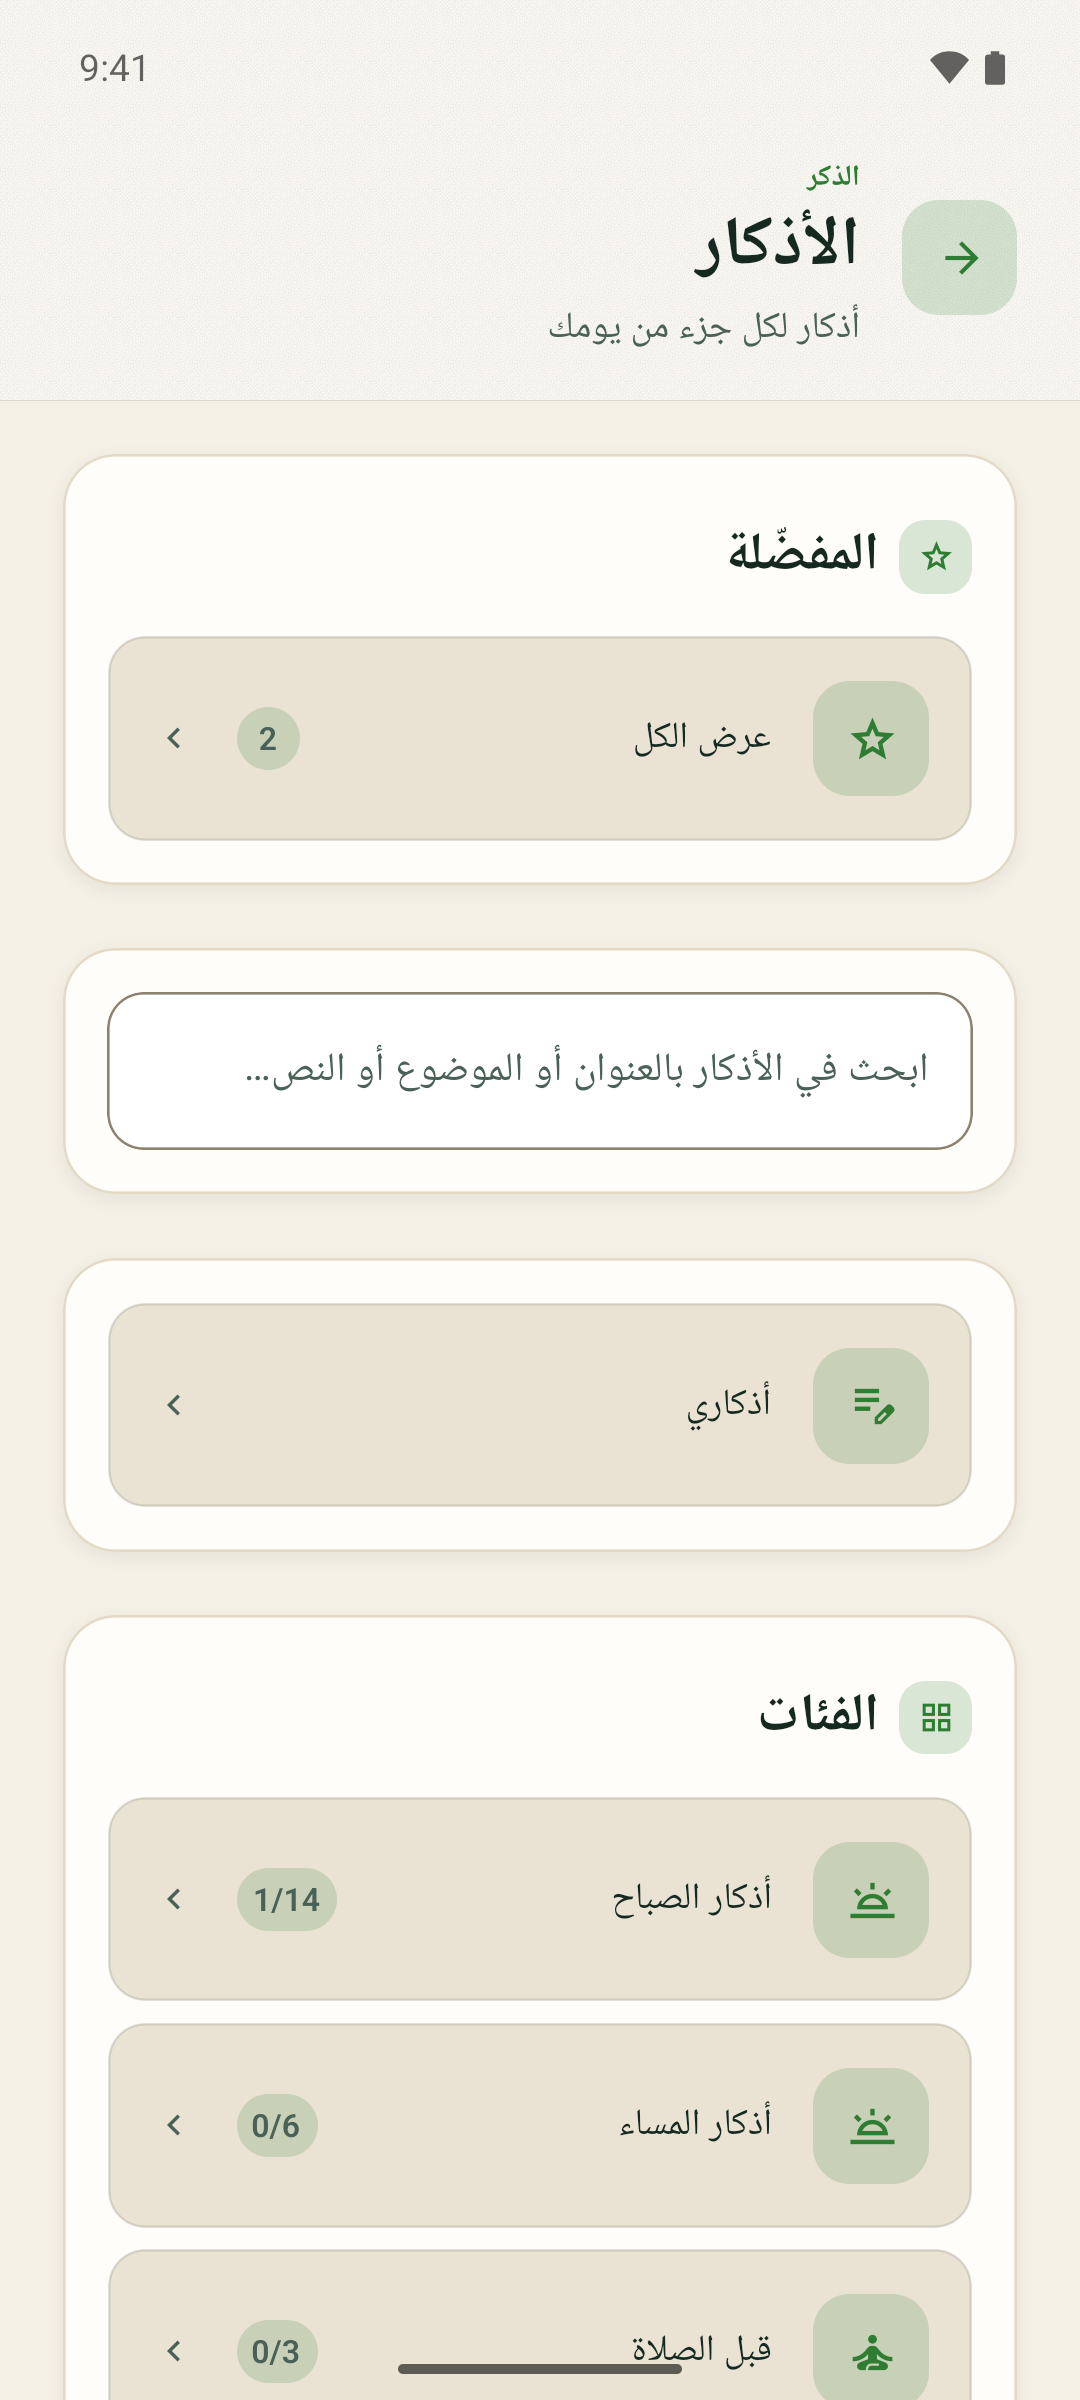 9:41
الذكر
الأذكار
أذكار لكل جزء من يومك
المفضّلة
عرض الكل 2
ابحث في الأذكار بالعنوان أو الموضوع أو النص...
أذكاري
الفئات
أذكار الصباح 1/14
أذكار المساء 0/6
قبل الصلاة 0/3